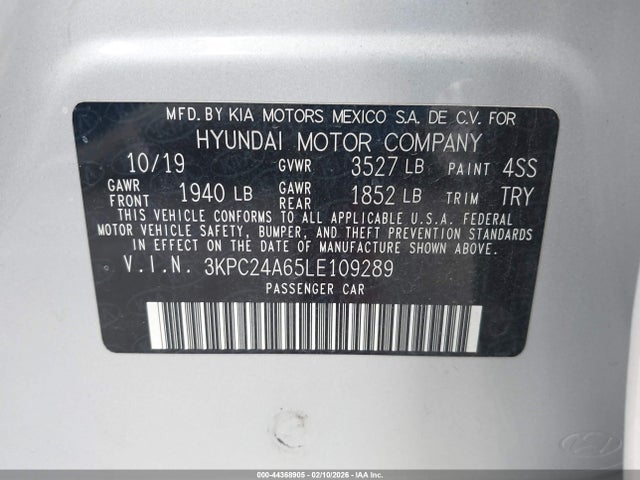 MFD. BY KIA MOTORS MEXICO S.A. DE C.V. FOR
HYUNDAI MOTOR COMPANY
10/19 GVWR 3527 LB PAINT 4SS
GAWR FRONT 1940 LB GAWR REAR 1852 LB TRIM TRY
THIS VEHICLE CONFORMS TO ALL APPLICABLE U.S.A. FEDERAL
MOTOR VEHICLE SAFETY, BUMPER, AND THEFT PREVENTION STANDARDS
IN EFFECT ON THE DATE OF MANUFACTURE SHOWN ABOVE.
V.I.N. 3KPC24A65LE109289
PASSENGER CAR
000-44368905 - 02/10/2026 - IAA Inc.